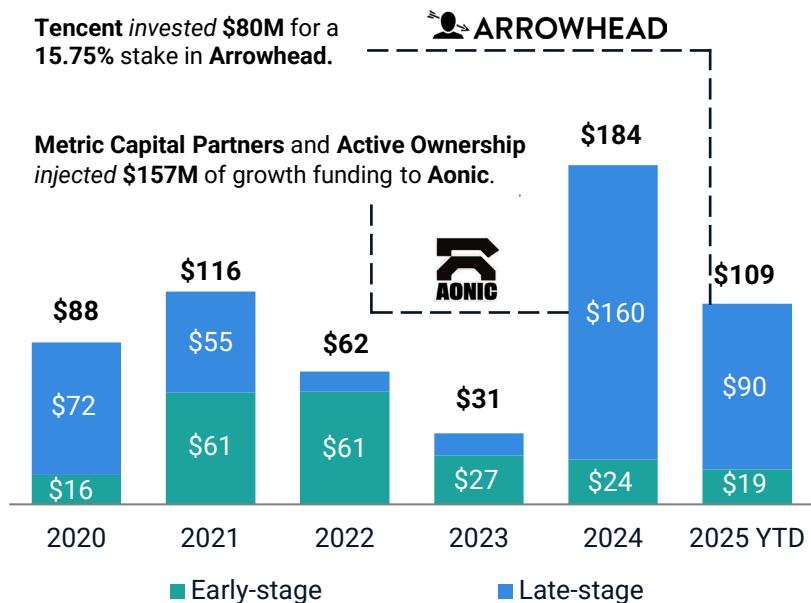 Tencent invested $80M for a
15.75% stake in Arrowhead.
ARROWHEAD
Metric Capital Partners and Active Ownership
injected $157M of growth funding to Aonic.
AONIC
$88
$72
$16
$116
$55
$61
$62
$61
$31
$27
$184
$160
$24
$109
$90
$19
2020 2021 2022 2023 2024 2025 YTD
Early-stage Late-stage